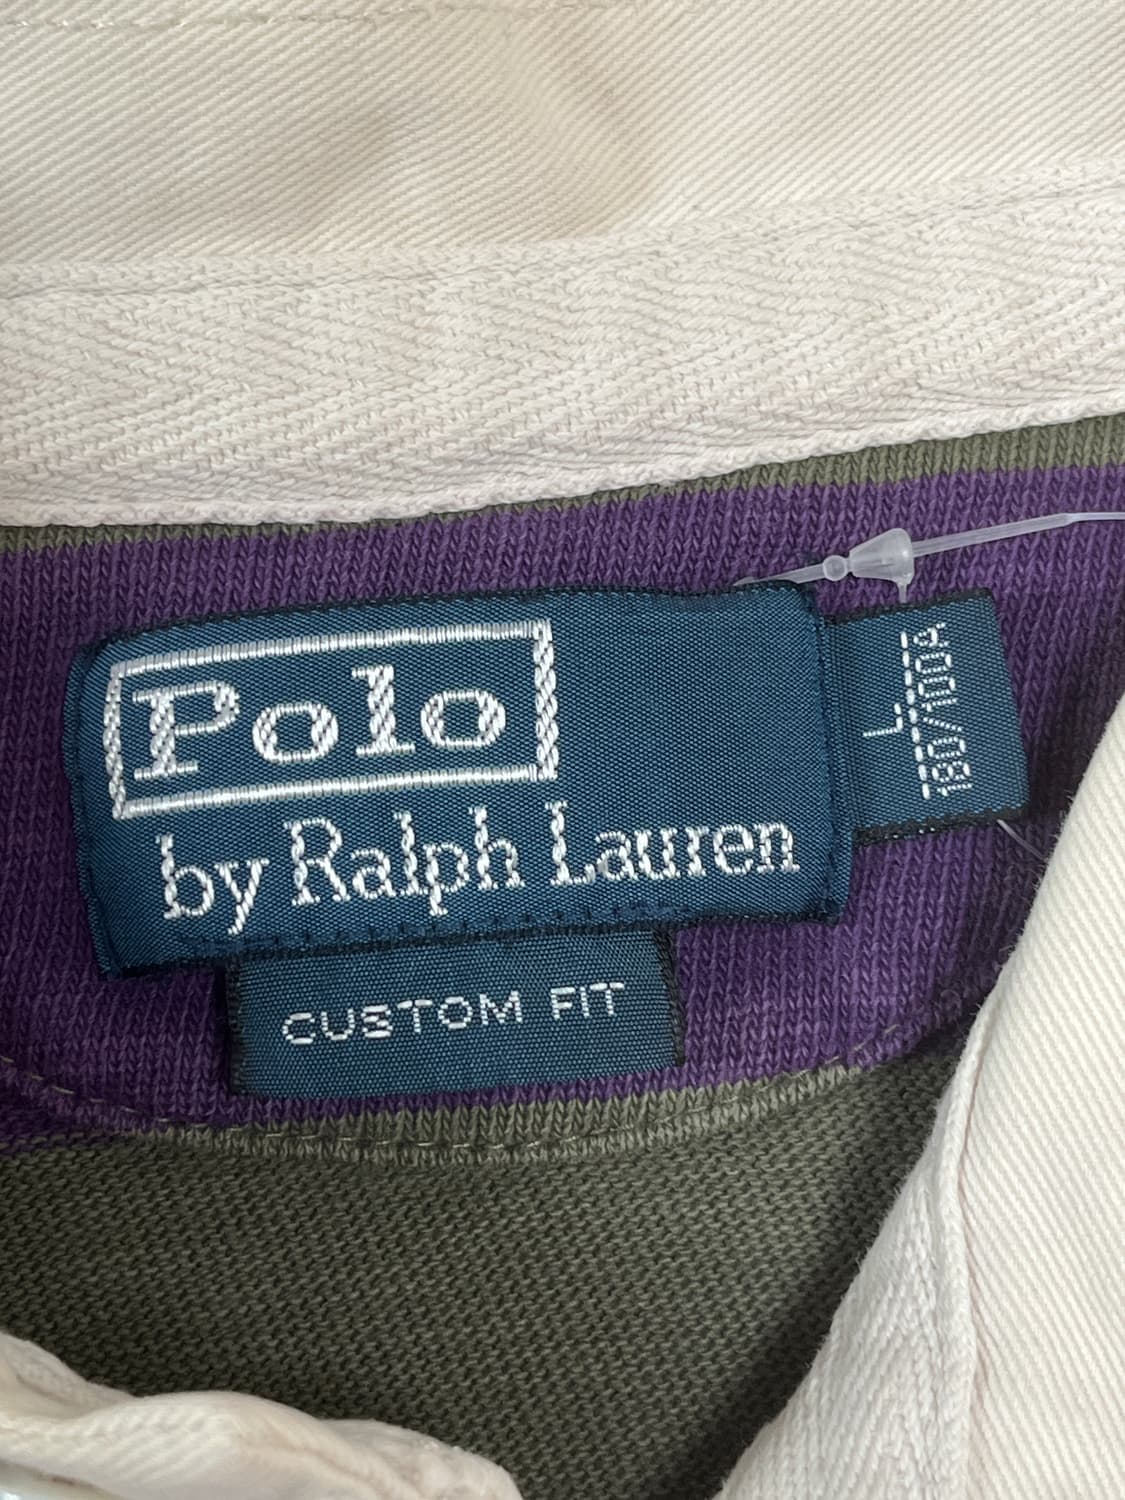 Polo
by Ralph Lauren
L
180/100A
CUSTOM FIT